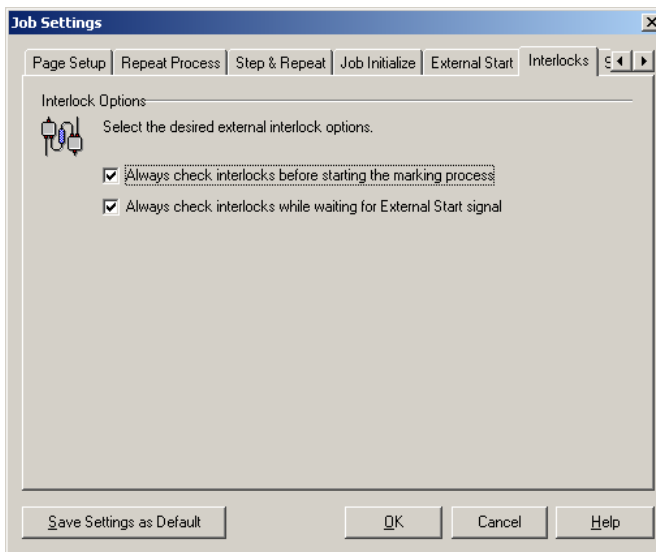 Job Settings
Page Setup Repeat Process Step & Repeat Job Initialize External Start Interlocks
Interlock Options
Select the desired external interlock options.
Always check interlocks before starting the marking process
Always check interlocks while waiting for External Start signal
Save Settings as Default OK Cancel Help